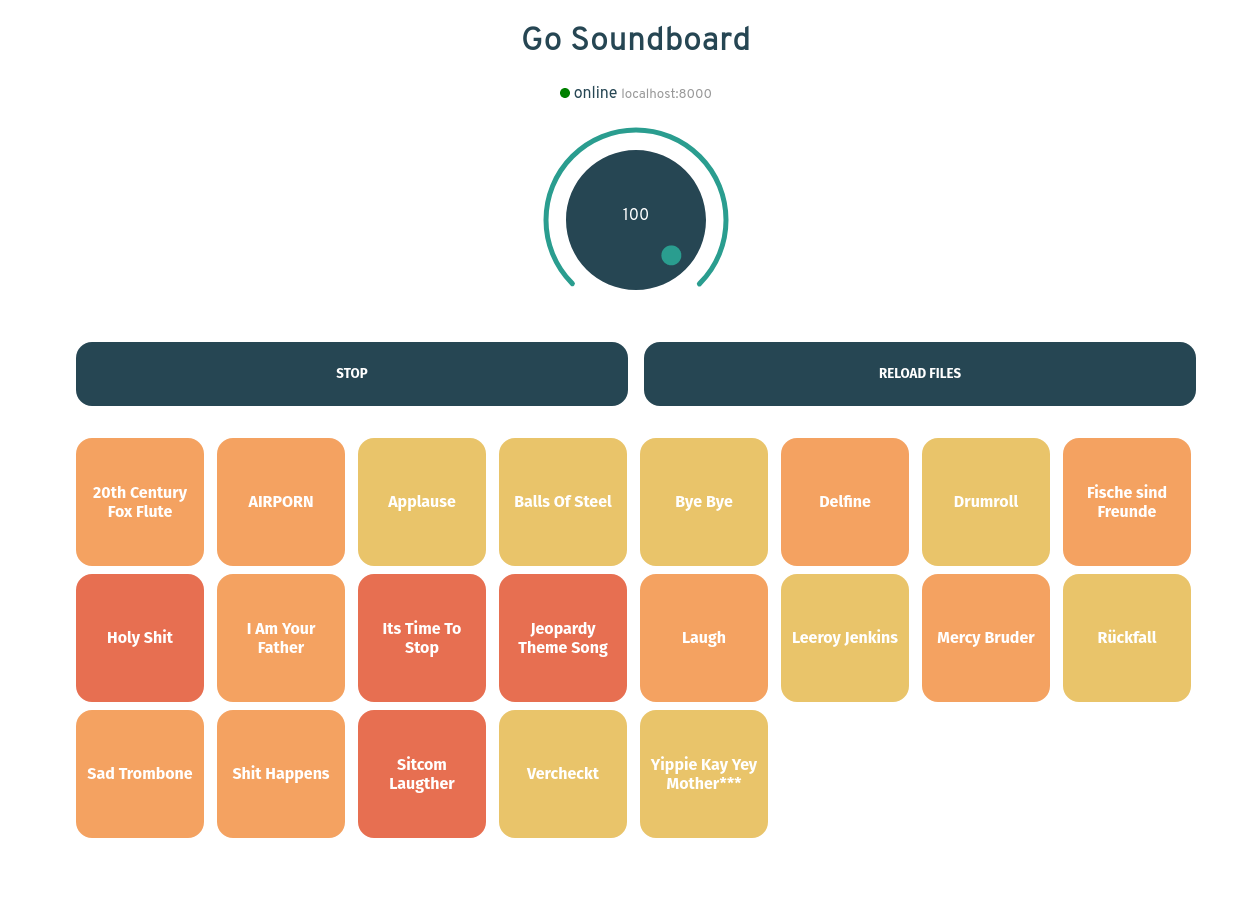 Go Soundboard
online localhost:8000
100
STOP
RELOAD FILES
20th Century
Fox Flute
AIRPORN
Applause
Balls Of Steel
Bye Bye
Delfine
Drumroll
Fische sind
Freunde
Holy Shit
I Am Your
Father
Its Time To
Stop
Jeopardy
Theme Song
Laugh
Leeroy Jenkins
Mercy Bruder
Rückfall
Sad Trombone
Shit Happens
Sitcom
Laugther
Vercheckt
Yippie Kay Yey
Mother***